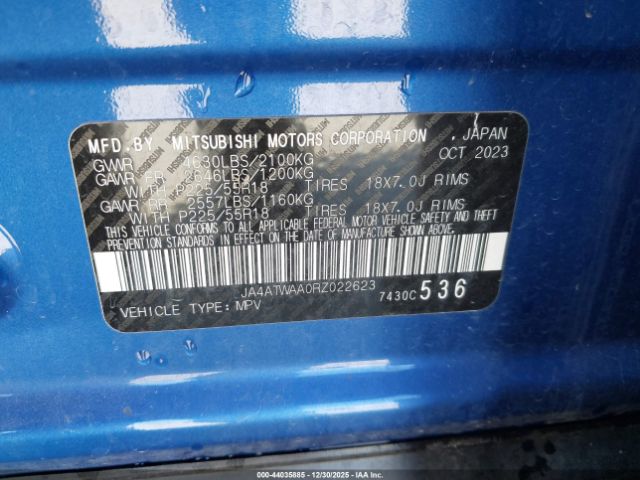 MFD. BY MITSUBISHI MOTORS CORPORATION , JAPAN
GVWR 4630LBS/2100KG OCT 2023
GAWR FR 2646LBS/1200KG
WITH P225/55R18 TIRES 18X7.0J RIMS
GAWR RR 2557LBS/1160KG
WITH P225/55R18 TIRES 18X7.0J RIMS
THIS VEHICLE CONFORMS TO ALL APPLICABLE FEDERAL MOTOR VEHICLE SAFETY AND THEFT
PREVENTION STANDARDS IN EFFECT ON THE DATE OF MANUFACTURE SHOWN ABOVE.
JA4ATWAA0RZ022623
VEHICLE TYPE: MPV 7430C 536
000-44035885 - 12/30/2025 - © IAA Inc. - All Rights Reserved